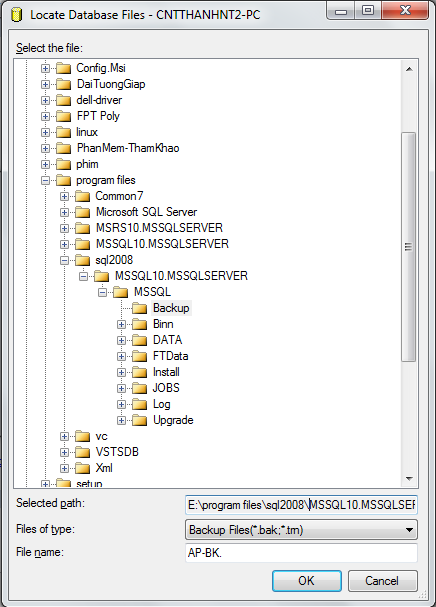 Locate Database Files - CNTTHANHNT2-PC
Select the file:
Config.Msi
DaiTuongGiap
dell-driver
FPT Poly
linux
PhanMem-ThamKhao
phim
program files
Common7
Microsoft SQL Server
MSRS10.MSSQLSERVER
MSSQL10.MSSQLSERVER
sql2008
MSSQL10.MSSQLSERVER
MSSQL
Backup
Binn
DATA
FTData
Install
JOBS
Log
Upgrade
vc
VSTSDB
Xml
setup
Selected path: E:\program files\sql2008\MSSQL10.MSSQLSEF
Files of type: Backup Files(*.bak;*.trn)
File name: AP-BK.
OK Cancel